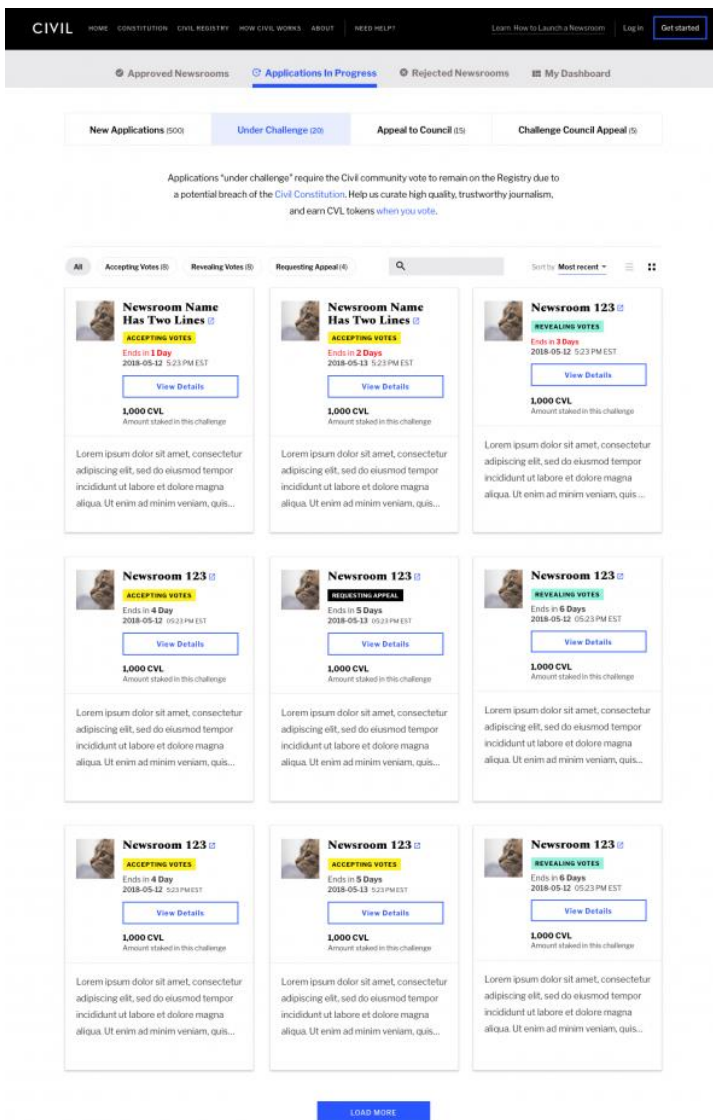 CIVIL HOME CONSTITUTION CIVIL REGISTRY HOW CIVIL WORKS ABOUT NEED HELP? Learn How to Launch a Newsroom Log in Get started
Approved Newsrooms Applications In Progress Rejected Newsrooms My Dashboard
New Applications (500) Under Challenge (20) Appeal to Council (15) Challenge Council Appeal (5)
Applications "under challenge" require the Civil community vote to remain on the Registry due to
a potential breach of the Civil Constitution. Help us curate high quality, trustworthy journalism,
and earn CVL tokens when you vote.
All Accepting Votes (8) Revealing Votes (8) Requesting Appeal (4) Sort by Most recent
Newsroom Name
Has Two Lines
ACCEPTING VOTES
Ends in 1 Day
2018-05-12 5:23 PM EST
View Details
1,000 CVL
Amount staked in this challenge
Lorem ipsum dolor sit amet, consectetur
adipiscing elit, sed do eiusmod tempor
incididunt ut labore et dolore magna
aliqua. Ut enim ad minim veniam, quis...
Newsroom Name
Has Two Lines
ACCEPTING VOTES
Ends in 2 Days
2018-05-13 5:23 PM EST
View Details
1,000 CVL
Amount staked in this challenge
Lorem ipsum dolor sit amet, consectetur
adipiscing elit, sed do eiusmod tempor
incididunt ut labore et dolore magna
aliqua. Ut enim ad minim veniam, quis...
Newsroom 123
REVEALING VOTES
Ends in 3 Days
2018-05-12 5:23 PM EST
View Details
1,000 CVL
Amount staked in this challenge
Lorem ipsum dolor sit amet, consectetur
adipiscing elit, sed do eiusmod tempor
incididunt ut labore et dolore magna
aliqua. Ut enim ad minim veniam, quis...
Newsroom 123
ACCEPTING VOTES
Ends in 4 Day
2018-05-12 05:23 PM EST
View Details
1,000 CVL
Amount staked in this challenge
Lorem ipsum dolor sit amet, consectetur
adipiscing elit, sed do eiusmod tempor
incididunt ut labore et dolore magna
aliqua. Ut enim ad minim veniam, quis...
Newsroom 123
REQUESTING APPEAL
Ends in 5 Days
2018-05-13 05:23 PM EST
View Details
1,000 CVL
Amount staked in this challenge
Lorem ipsum dolor sit amet, consectetur
adipiscing elit, sed do eiusmod tempor
incididunt ut labore et dolore magna
aliqua. Ut enim ad minim veniam, quis...
Newsroom 123
REVEALING VOTES
Ends in 6 Days
2018-05-12 05:23 PM EST
View Details
1,000 CVL
Amount staked in this challenge
Lorem ipsum dolor sit amet, consectetur
adipiscing elit, sed do eiusmod tempor
incididunt ut labore et dolore magna
aliqua. Ut enim ad minim veniam, quis...
Newsroom 123
ACCEPTING VOTES
Ends in 4 Day
2018-05-12 5:23 PM EST
View Details
1,000 CVL
Amount staked in this challenge
Lorem ipsum dolor sit amet, consectetur
adipiscing elit, sed do eiusmod tempor
incididunt ut labore et dolore magna
aliqua. Ut enim ad minim veniam, quis...
Newsroom 123
ACCEPTING VOTES
Ends in 5 Days
2018-05-13 5:23 PM EST
View Details
1,000 CVL
Amount staked in this challenge
Lorem ipsum dolor sit amet, consectetur
adipiscing elit, sed do eiusmod tempor
incididunt ut labore et dolore magna
aliqua. Ut enim ad minim veniam, quis...
Newsroom 123
REVEALING VOTES
Ends in 6 Days
2018-05-12 05:23 PM EST
View Details
1,000 CVL
Amount staked in this challenge
Lorem ipsum dolor sit amet, consectetur
adipiscing elit, sed do eiusmod tempor
incididunt ut labore et dolore magna
aliqua. Ut enim ad minim veniam, quis...
LOAD MORE